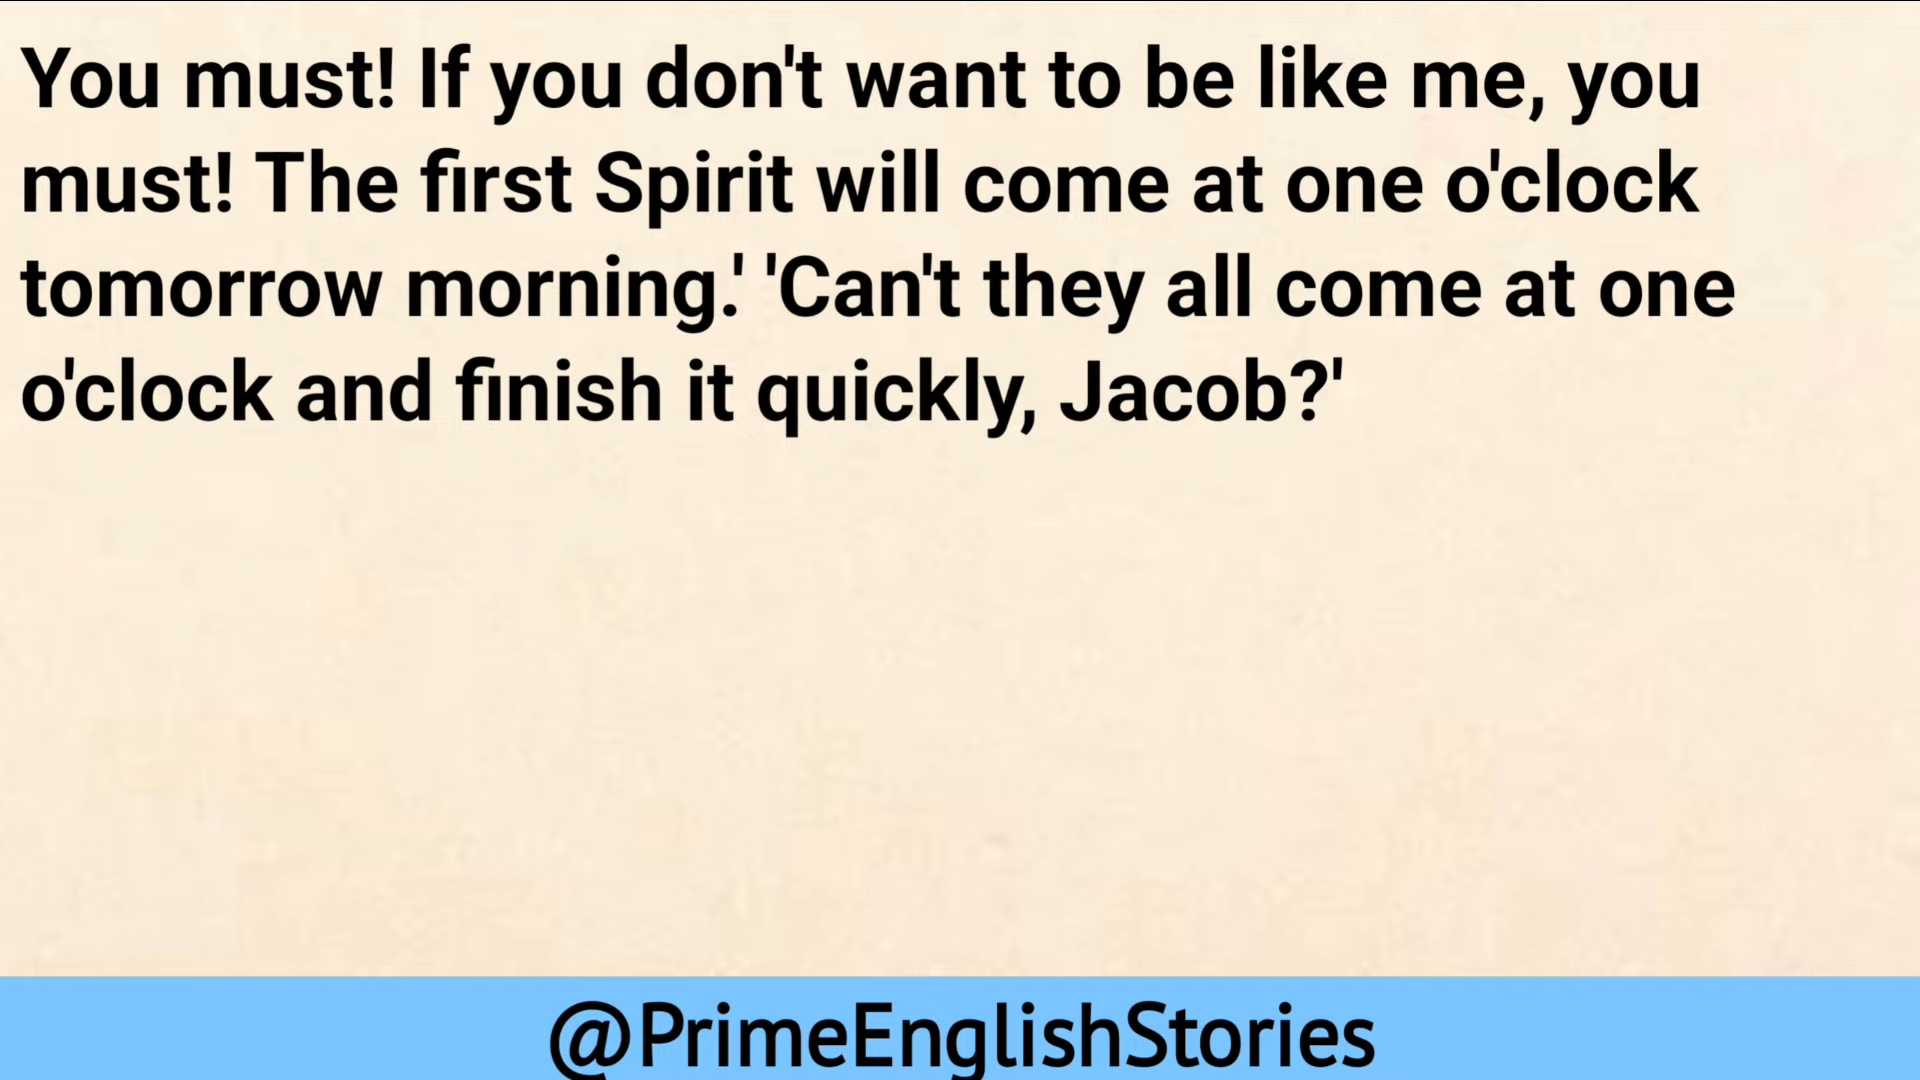 You must! If you don't want to be like me, you
must! The first Spirit will come at one o'clock
tomorrow morning.' 'Can't they all come at one
o'clock and finish it quickly, Jacob?'
@PrimeEnglishStories